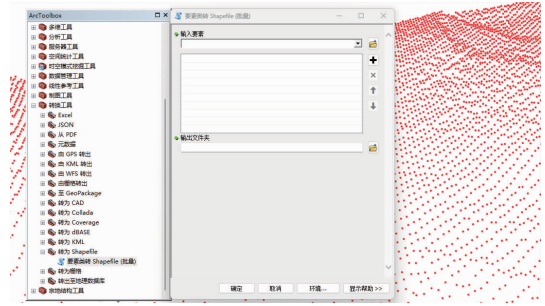 ArcToolbox
多维工具
分析工具
服务器工具
空间统计工具
时空模式挖掘工具
数据管理工具
线性参考工具
制图工具
转换工具
Excel
JSON
从 PDF
元数据
由 GPS 转出
由 KML 转出
由 WFS 转出
由栅格转出
至 GeoPackage
转为 CAD
转为 Collada
转为 Coverage
转为 dBASE
转为 KML
转为 Shapefile
要素类转 Shapefile (批量)
转为栅格
转出至地理数据库
宗地结构工具
要素类转 Shapefile (批量)
输入要素
输出文件夹
确定 取消 环境... 显示帮助 >>